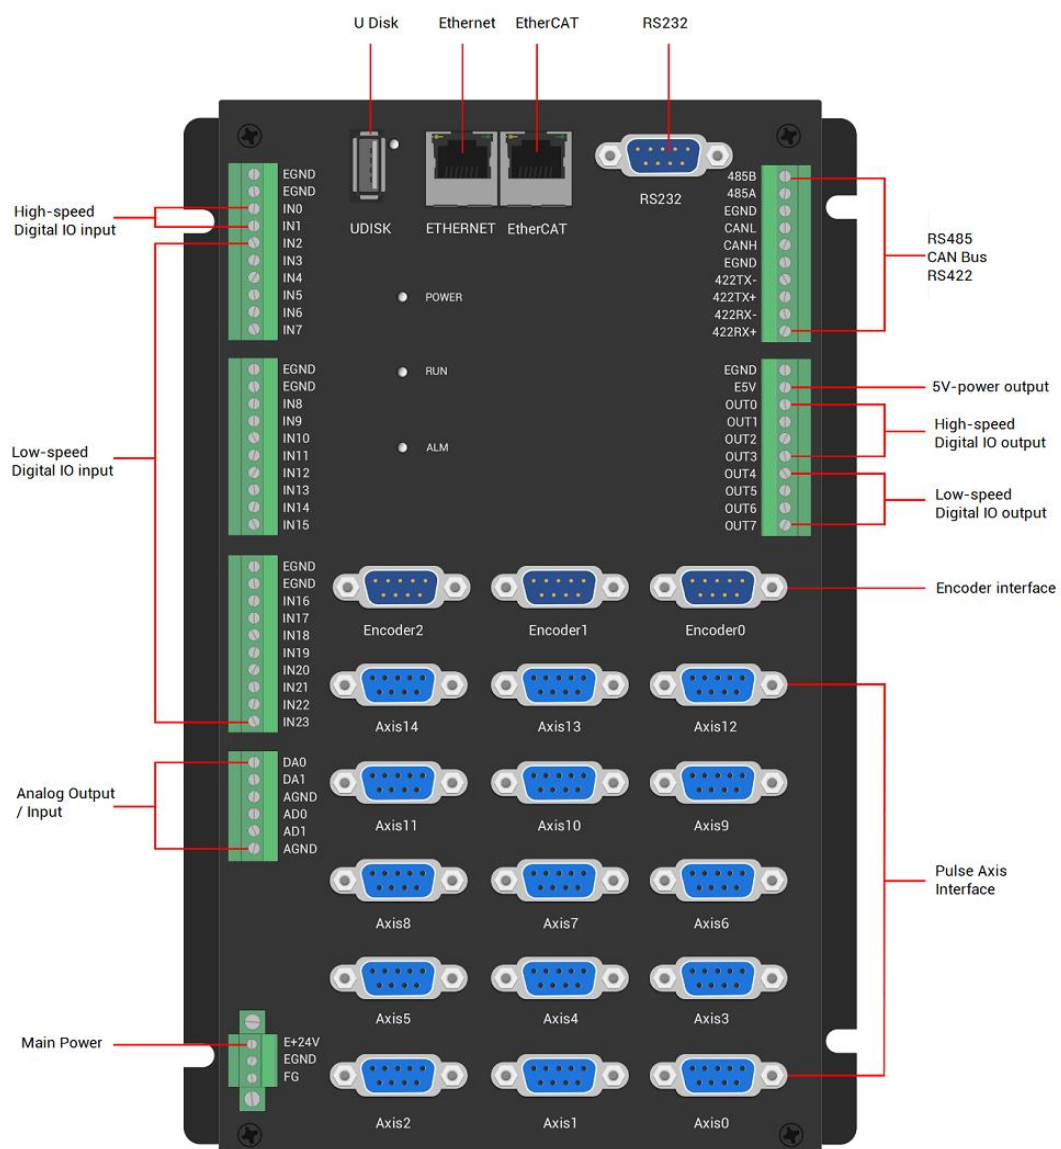 U Disk
Ethernet
EtherCAT
RS232
UDISK
ETHERNET
EtherCAT
RS232
High-speed
Digital IO input
EGND
EGND
IN0
IN1
IN2
IN3
IN4
IN5
IN6
IN7
POWER
RUN
ALM
485B
485A
EGND
CANL
CANH
EGND
422TX-
422TX+
422RX-
422RX+
RS485
CAN Bus
RS422
Low-speed
Digital IO input
EGND
EGND
IN8
IN9
IN10
IN11
IN12
IN13
IN14
IN15
EGND
E5V
OUT0
OUT1
OUT2
OUT3
OUT4
OUT5
OUT6
OUT7
5V-power output
High-speed
Digital IO output
Low-speed
Digital IO output
EGND
EGND
IN16
IN17
IN18
IN19
IN20
IN21
IN22
IN23
Encoder2
Encoder1
Encoder0
Encoder interface
Axis14
Axis13
Axis12
Analog Output
/ Input
DA0
DA1
AGND
AD0
AD1
AGND
Axis11
Axis10
Axis9
Axis8
Axis7
Axis6
Pulse Axis
Interface
Axis5
Axis4
Axis3
Main Power
E+24V
EGND
FG
Axis2
Axis1
Axis0